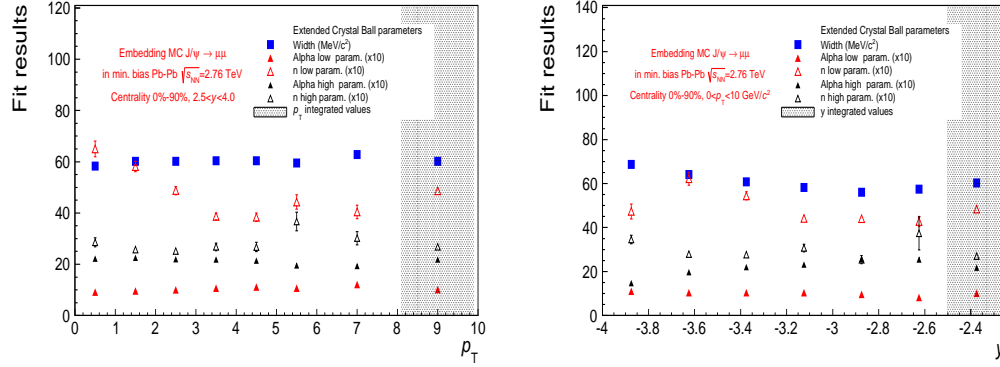 Fit results
120
100
80
60
40
20
0
0 1 2 3 4 5 6 7 8 9 10
p_T
Embedding MC J/ψ → μμ
in min. bias Pb-Pb √s_NN=2.76 TeV
Centrality 0%-90%, 2.5<y<4.0
Extended Crystal Ball parameters
Width (MeV/c²)
Alpha low param. (x10)
n low param. (x10)
Alpha high param. (x10)
n high param. (x10)
p_T integrated values
Fit results
140
120
100
80
60
40
20
0
-4 -3.8 -3.6 -3.4 -3.2 -3 -2.8 -2.6 -2.4
y
Embedding MC J/ψ → μμ
in min. bias Pb-Pb √s_NN=2.76 TeV
Centrality 0%-90%, 0<p_T<10 GeV/c²
Extended Crystal Ball parameters
Width (MeV/c²)
Alpha low param. (x10)
n low param. (x10)
Alpha high param. (x10)
n high param. (x10)
y integrated values